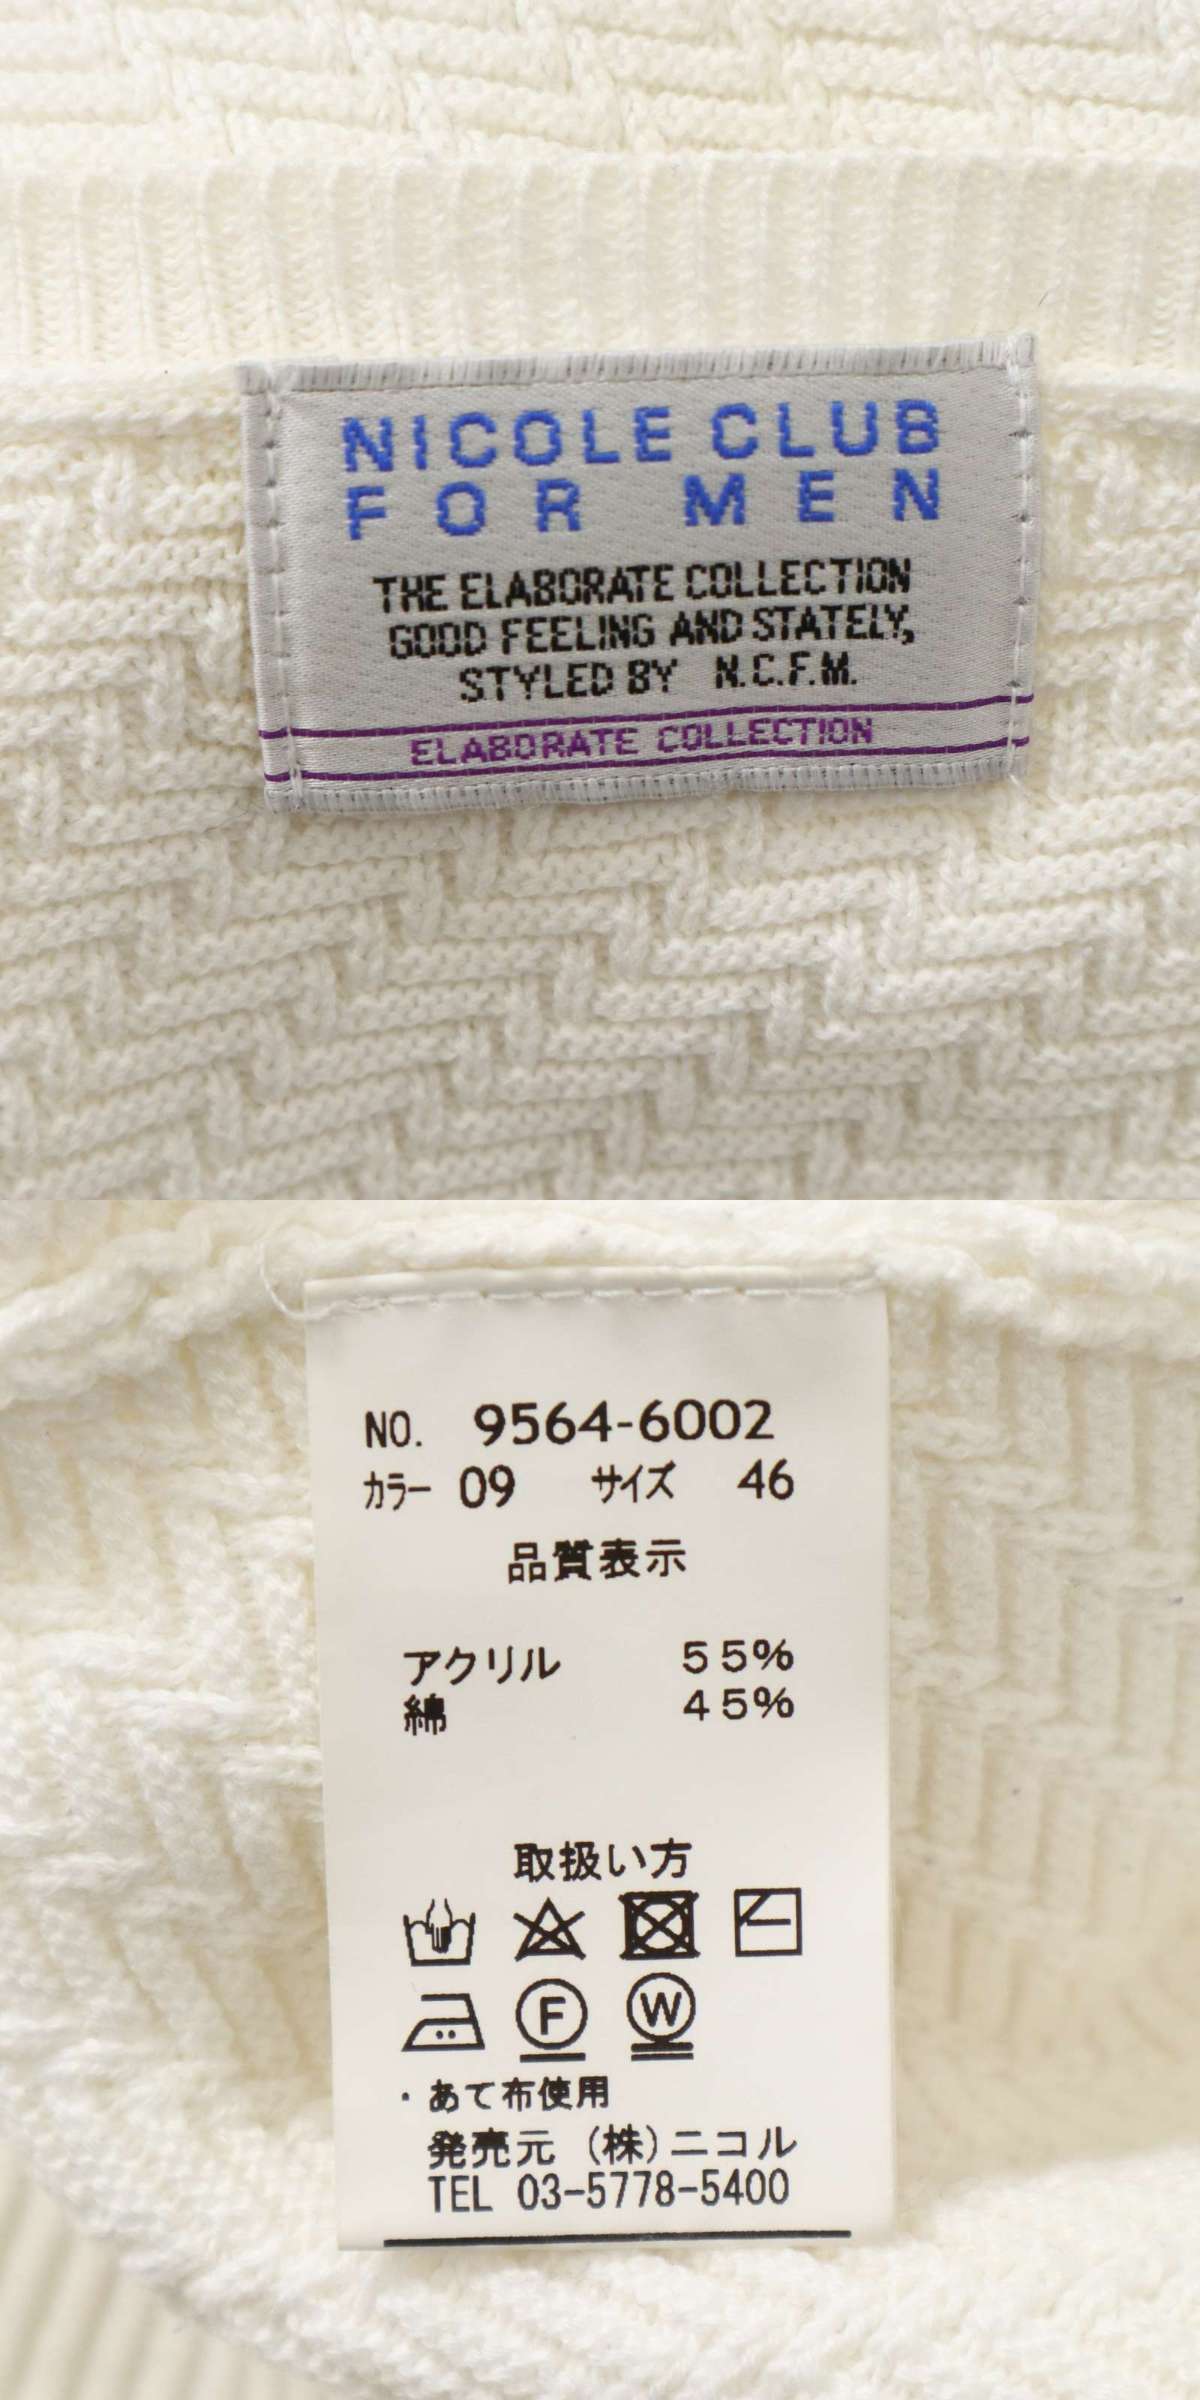 NICOLE CLUB
FOR MEN
THE ELABORATE COLLECTION
GOOD FEELING AND STATELY,
STYLED BY N.C.F.M.
ELABORATE COLLECTION
NO. 9564-6002
カラー 09 サイズ 46
品質表示
アクリル 55%
綿 45%
取扱い方
F W
・あて布使用
発売元 (株)ニコル
TEL 03-5778-5400